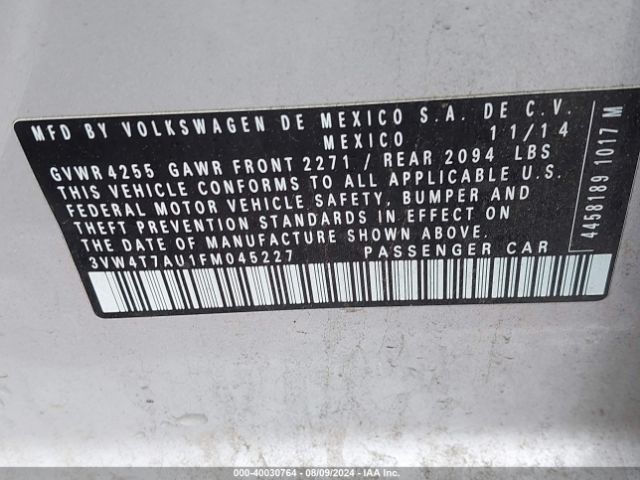 MFD BY VOLKSWAGEN DE MEXICO S.A. DE C.V.
MEXICO 11/14
GVWR 4255 GAWR FRONT 2271 / REAR 2094 LBS
THIS VEHICLE CONFORMS TO ALL APPLICABLE U.S.
FEDERAL MOTOR VEHICLE SAFETY, BUMPER AND
THEFT PREVENTION STANDARDS IN EFFECT ON
THE DATE OF MANUFACTURE SHOWN ABOVE
3VW4T7AU1FM045227 PASSENGER CAR
4458189 1017 M
000-40030764 - 08/09/2024 - IAA Inc.